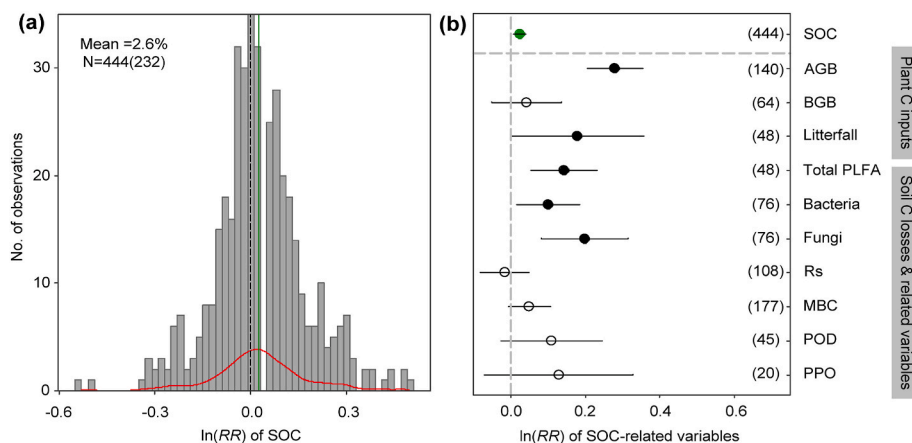 (a)
Mean =2.6%
N=444(232)
No. of observations
30
20
10
0
-0.6
-0.3
0.0
0.3
ln(RR) of SOC
(b)
(444) SOC
(140) AGB
(64) BGB
(48) Litterfall
(48) Total PLFA
(76) Bacteria
(76) Fungi
(108) Rs
(177) MBC
(45) POD
(20) PPO
Plant C inputs
Soil C losses & related variables
0.0
0.2
0.4
0.6
ln(RR) of SOC-related variables